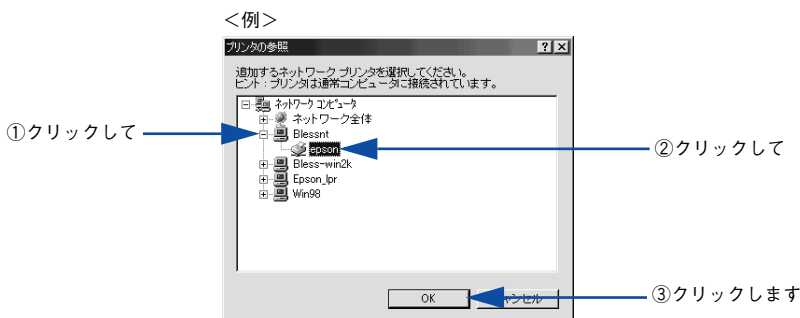 ＜例＞
プリンタの参照
追加するネットワーク プリンタを選択してください。
ヒント : プリンタは通常コンピュータに接続されています。
ネットワーク コンピュータ
ネットワーク全体
①クリックして
Blessnt
epson
②クリックして
Bless-win2k
Epson_lpr
Win98
OK
③クリックします